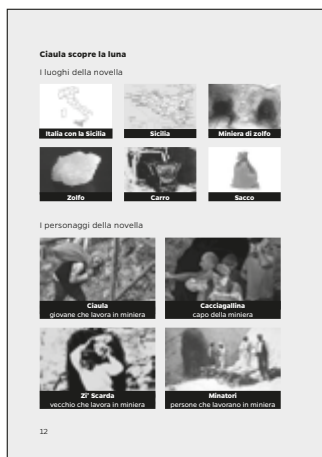 Ciaula scopre la luna
I luoghi della novella
Italia con la Sicilia
Sicilia
Miniera di zolfo
Zolfo
Carro
Sacco
I personaggi della novella
Ciaula
giovane che lavora in miniera
Cacciagallina
capo della miniera
Zi' Scarda
vecchio che lavora in miniera
Minatori
persone che lavorano in miniera
12